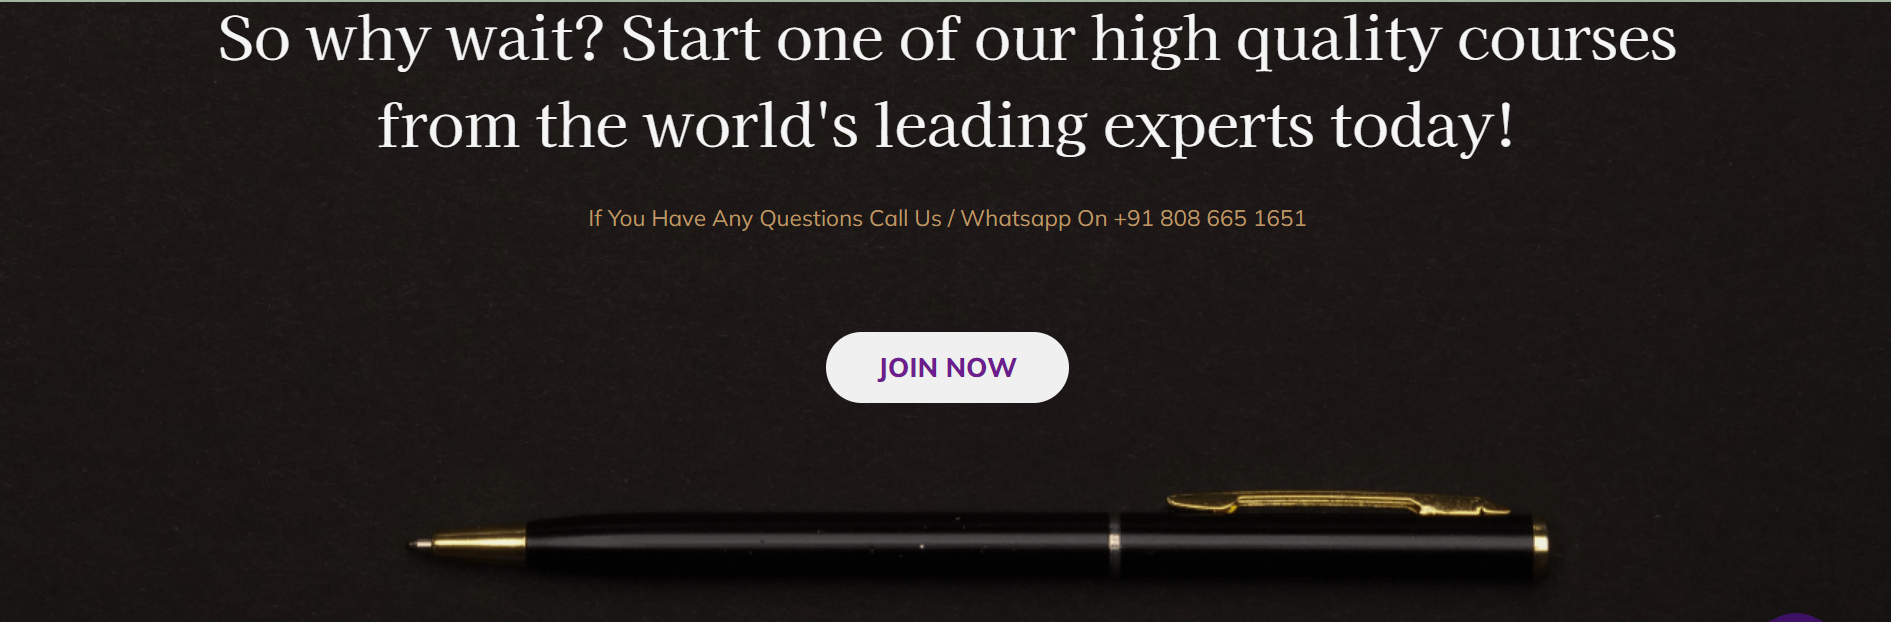 So why wait? Start one of our high quality courses
from the world's leading experts today!
If You Have Any Questions Call Us / Whatsapp On +91 808 665 1651
JOIN NOW